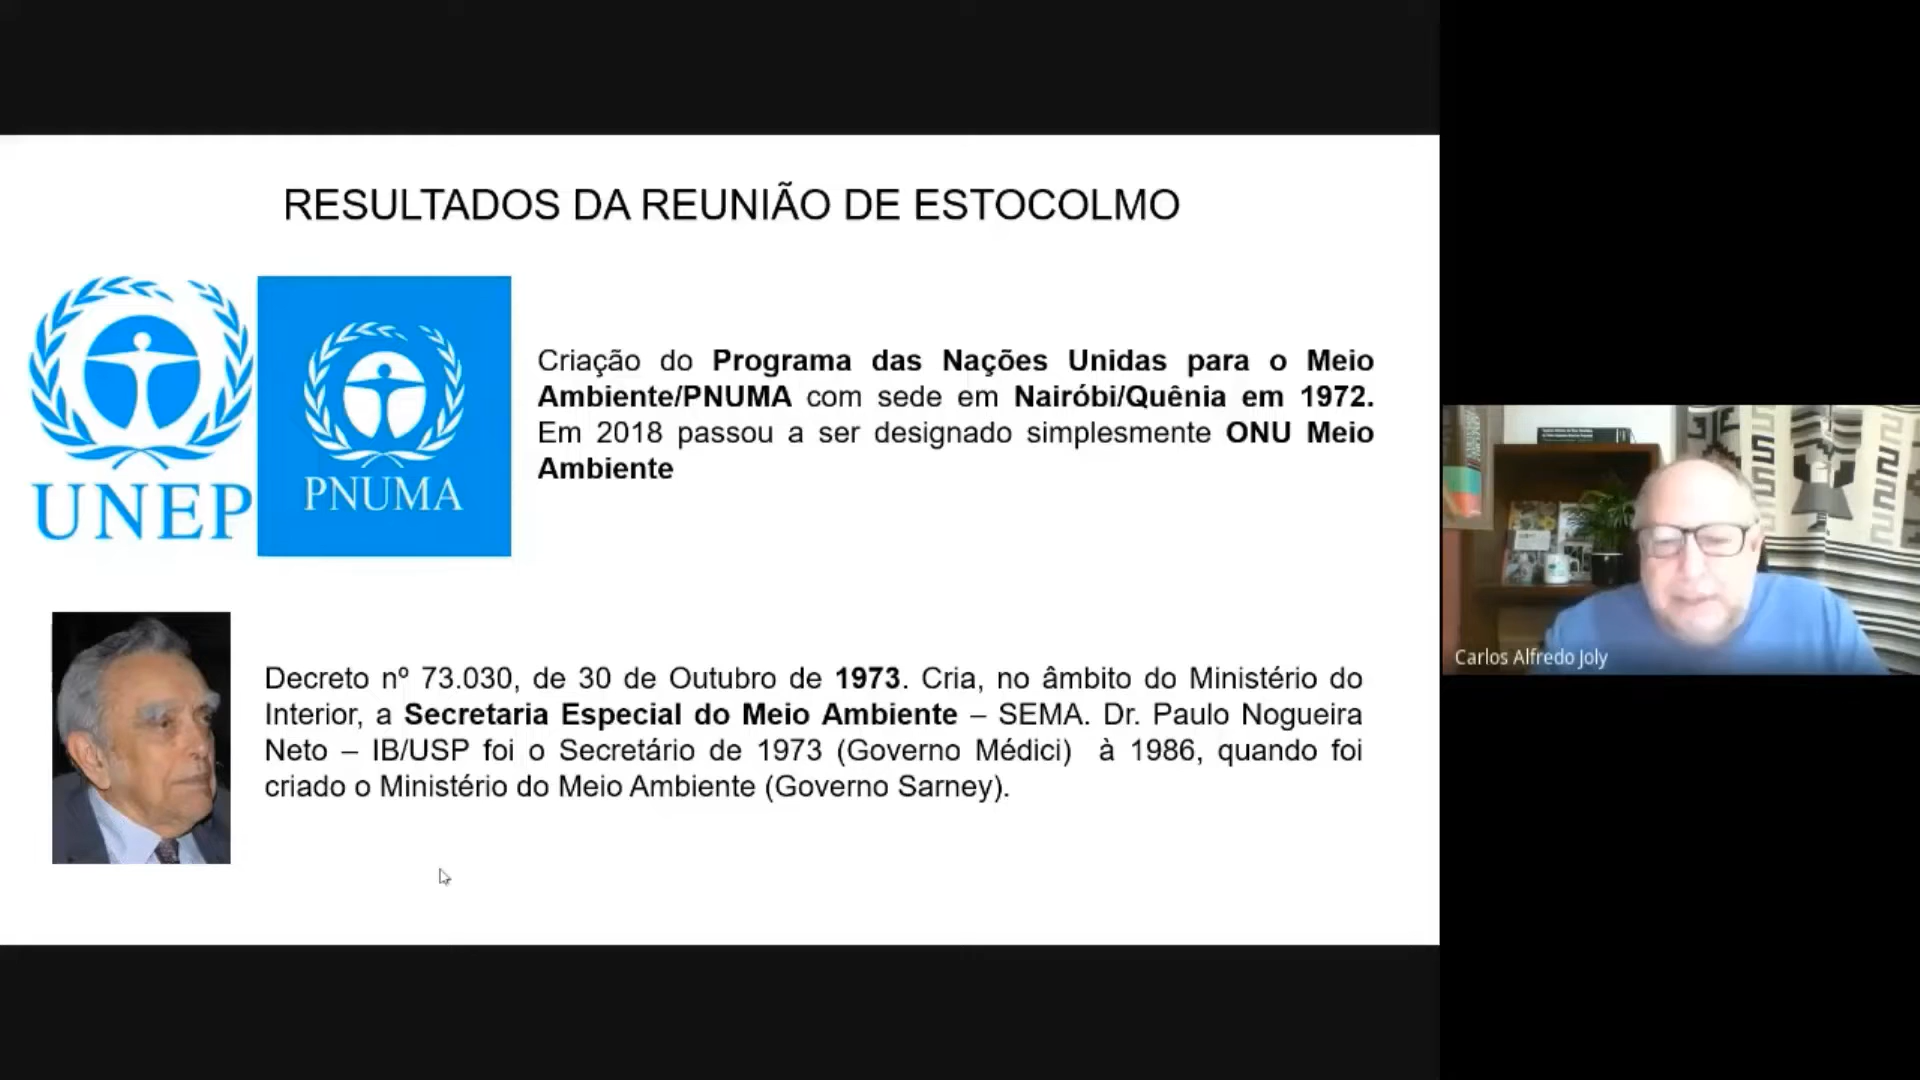 RESULTADOS DA REUNIÃO DE ESTOCOLMO
UNEP
PNUMA
Criação do Programa das Nações Unidas para o Meio
Ambiente/PNUMA com sede em Nairóbi/Quênia em 1972.
Em 2018 passou a ser designado simplesmente ONU Meio
Ambiente
Decreto nº 73.030, de 30 de Outubro de 1973. Cria, no âmbito do Ministério do
Interior, a Secretaria Especial do Meio Ambiente – SEMA. Dr. Paulo Nogueira
Neto – IB/USP foi o Secretário de 1973 (Governo Médici) à 1986, quando foi
criado o Ministério do Meio Ambiente (Governo Sarney).
Carlos Alfredo Joly